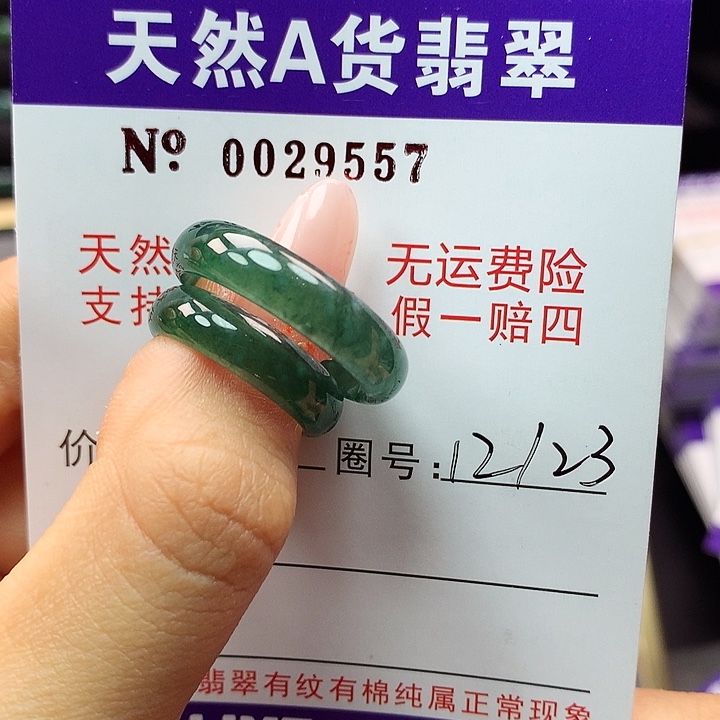 天然A货翡翠
Nº 0029557
天然 无运费险
支持 假一赔四
价 圈号:12/23
翡翠有纹有棉纯属正常现象